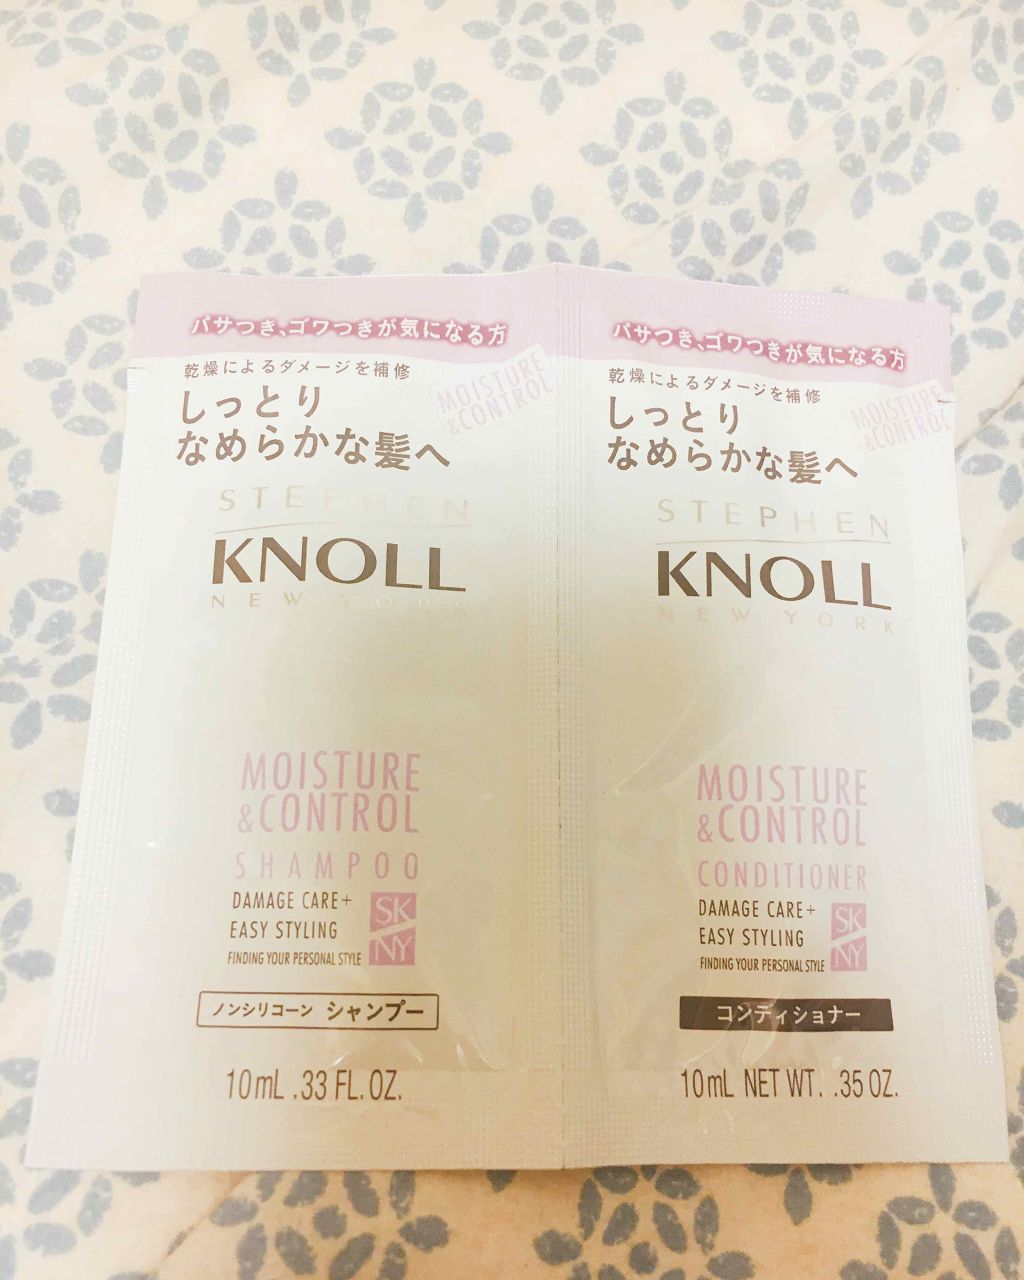 パサつき、ゴワつきが気になる方
乾燥によるダメージを補修
しっとり
なめらかな髪へ
MOISTURE
&CONTROL
STEPHEN
KNOLL
NEW YORK
MOISTURE
&CONTROL
SHAMPOO
DAMAGE CARE+
EASY STYLING
FINDING YOUR PERSONAL STYLE
SK
NY
ノンシリコーン シャンプー
10mL .33 FL. OZ.
パサつき、ゴワつきが気になる方
乾燥によるダメージを補修
しっとり
なめらかな髪へ
MOISTURE
&CONTROL
STEPHEN
KNOLL
NEW YORK
MOISTURE
&CONTROL
CONDITIONER
DAMAGE CARE+
EASY STYLING
FINDING YOUR PERSONAL STYLE
SK
NY
コンディショナー
10mL NET WT. .35 OZ.